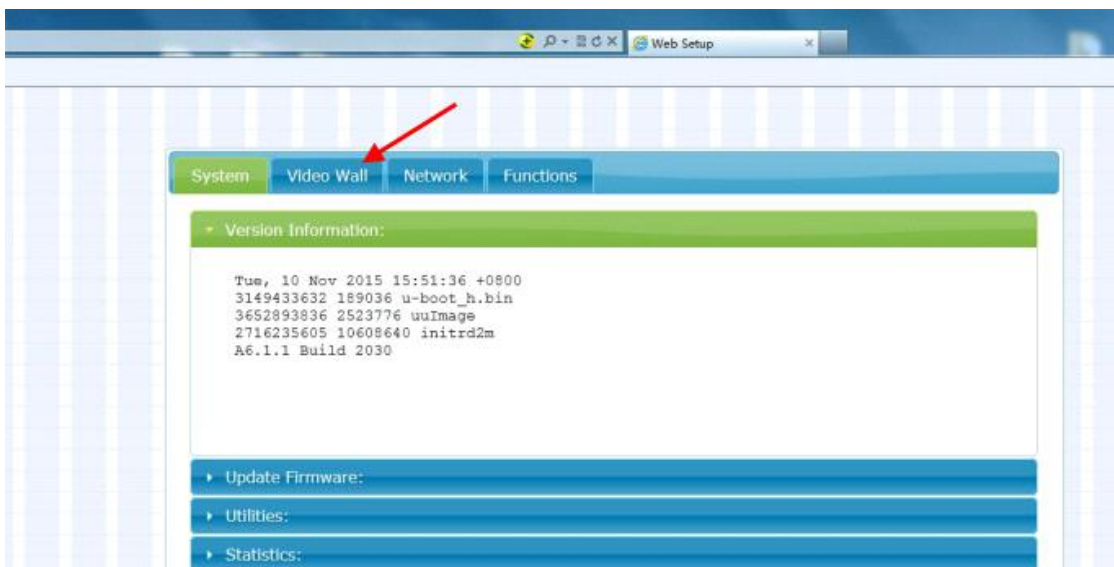 Web Setup
System Video Wall Network Functions
Version Information:
Tue, 10 Nov 2015 15:51:36 +0800
3149433632 189036 u-boot_h.bin
3652893836 2523776 uuImage
2716235605 10608640 initrd2m
A6.1.1 Build 2030
Update Firmware:
Utilities:
Statistics: